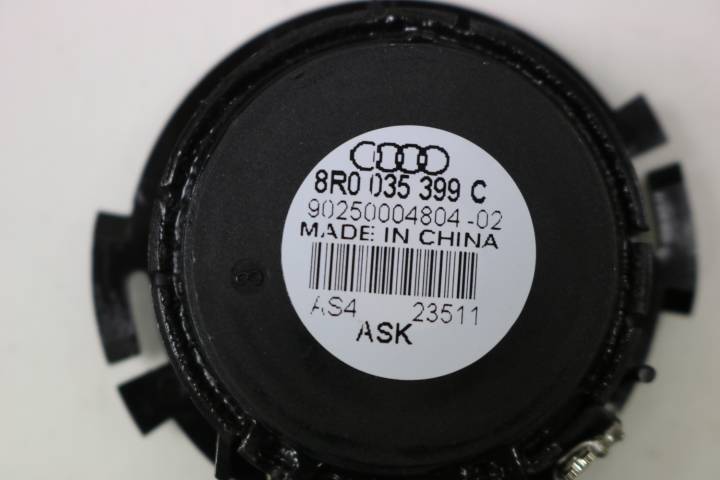 8R0 035 399 C
90250004804-02
MADE IN CHINA
AS4 23511
ASK